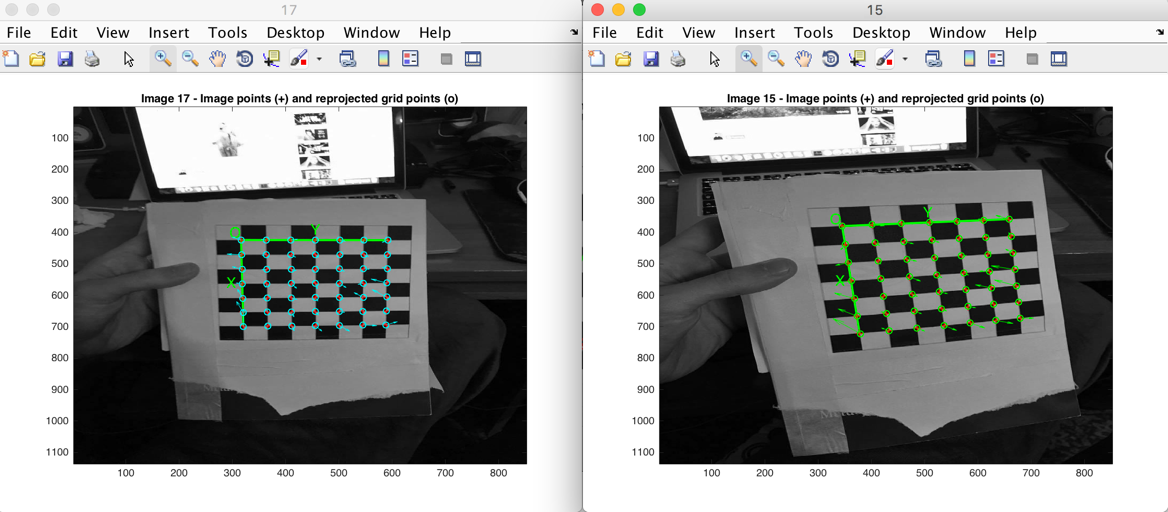 17
File Edit View Insert Tools Desktop Window Help
Image 17 - Image points (+) and reprojected grid points (o)
100
200
300
400
500
600
700
800
900
1000
1100
O
Y
X
100 200 300 400 500 600 700 800
15
File Edit View Insert Tools Desktop Window Help
Image 15 - Image points (+) and reprojected grid points (o)
100
200
300
400
500
600
700
800
900
1000
1100
O
Y
X
100 200 300 400 500 600 700 800